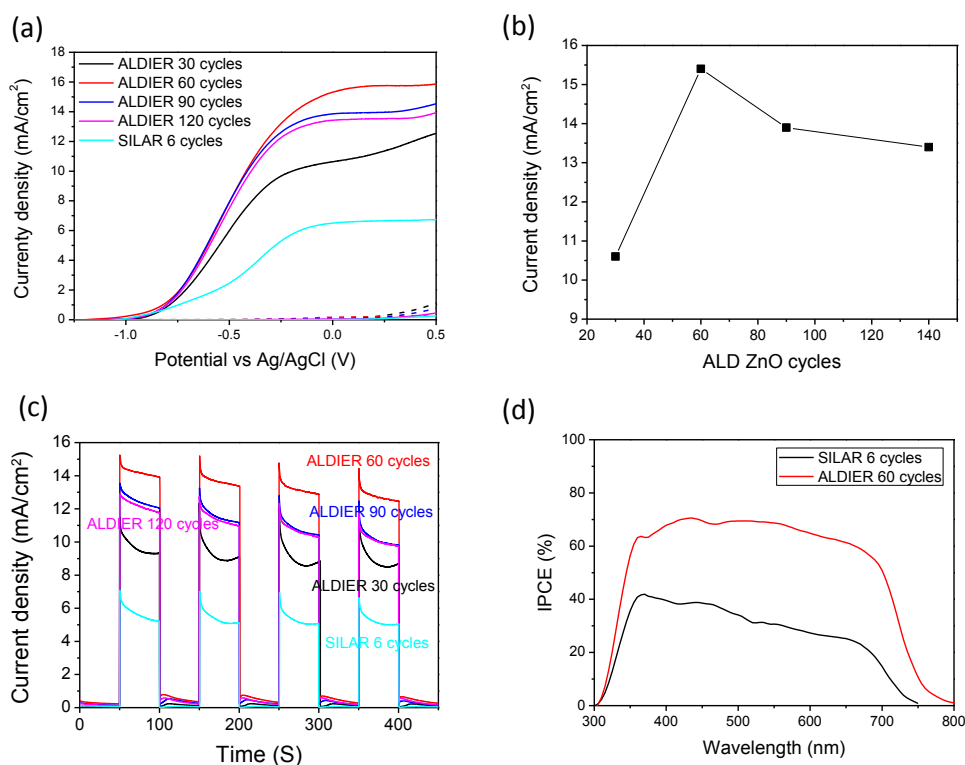 (a)
18
16
14
12
10
8
6
4
2
0
Currenty density (mA/cm²)
ALDIER 30 cycles
ALDIER 60 cycles
ALDIER 90 cycles
ALDIER 120 cycles
SILAR 6 cycles
-1.0
-0.5
0.0
0.5
Potential vs Ag/AgCl (V)
(b)
16
15
14
13
12
11
10
9
Current density (mA/cm²)
20
40
60
80
100
120
140
ALD ZnO cycles
(c)
16
14
12
10
8
6
4
2
0
Current density (mA/cm²)
ALDIER 60 cycles
ALDIER 90 cycles
ALDIER 120 cycles
ALDIER 30 cycles
SILAR 6 cycles
0
100
200
300
400
Time (S)
(d)
100
80
60
40
20
0
IPCE (%)
SILAR 6 cycles
ALDIER 60 cycles
300
400
500
600
700
800
Wavelength (nm)